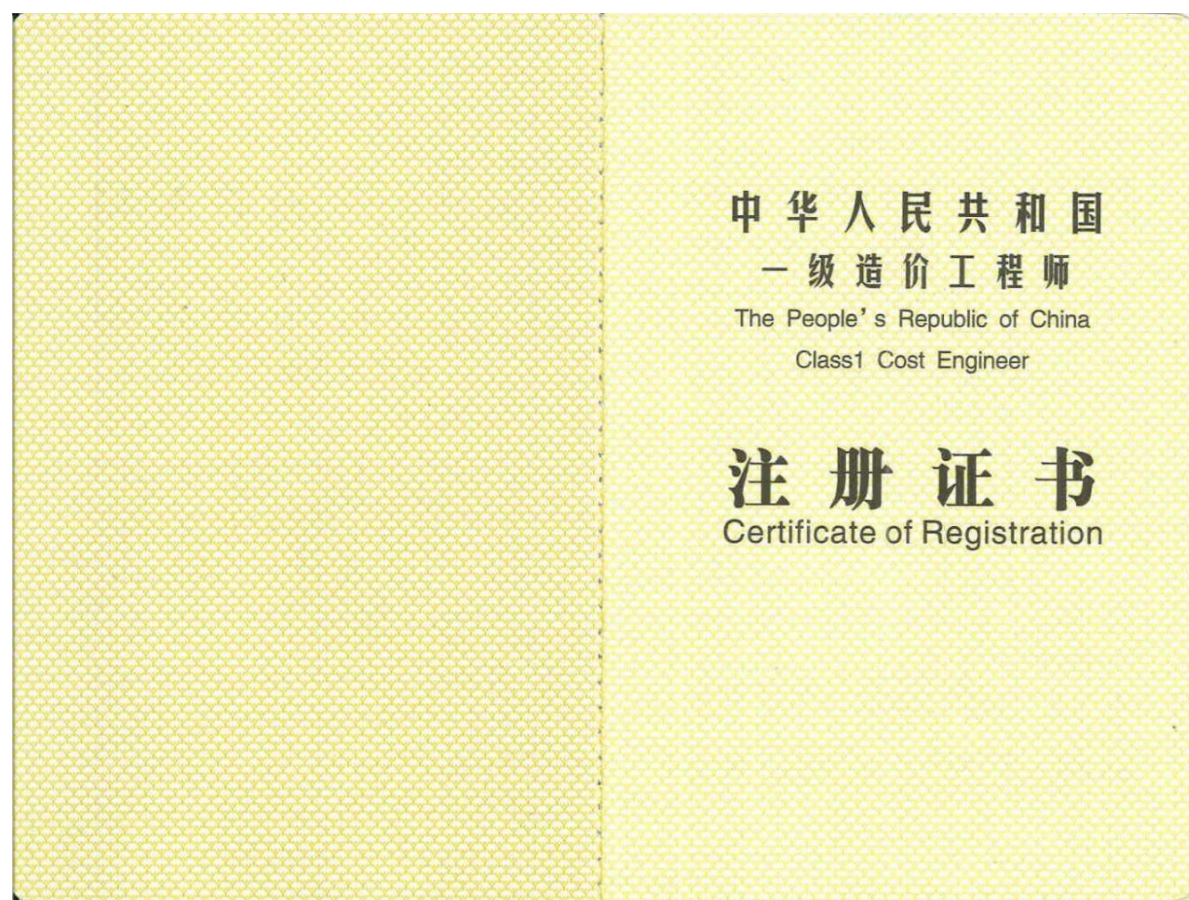 中华人民共和国
一级造价工程师
The People's Republic of China
Class1 Cost Engineer
注册证书
Certificate of Registration